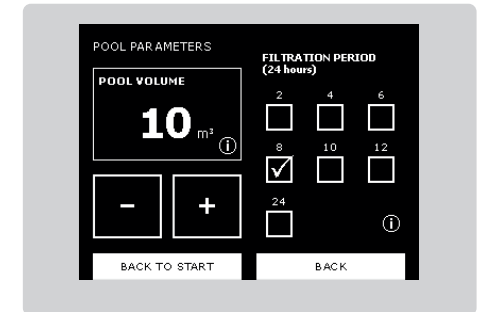 POOL PARAMETERS
POOL VOLUME
10 m³
i
- +
FILTRATION PERIOD
(24 hours)
2 4 6
8 10 12
24
i
BACK TO START
BACK